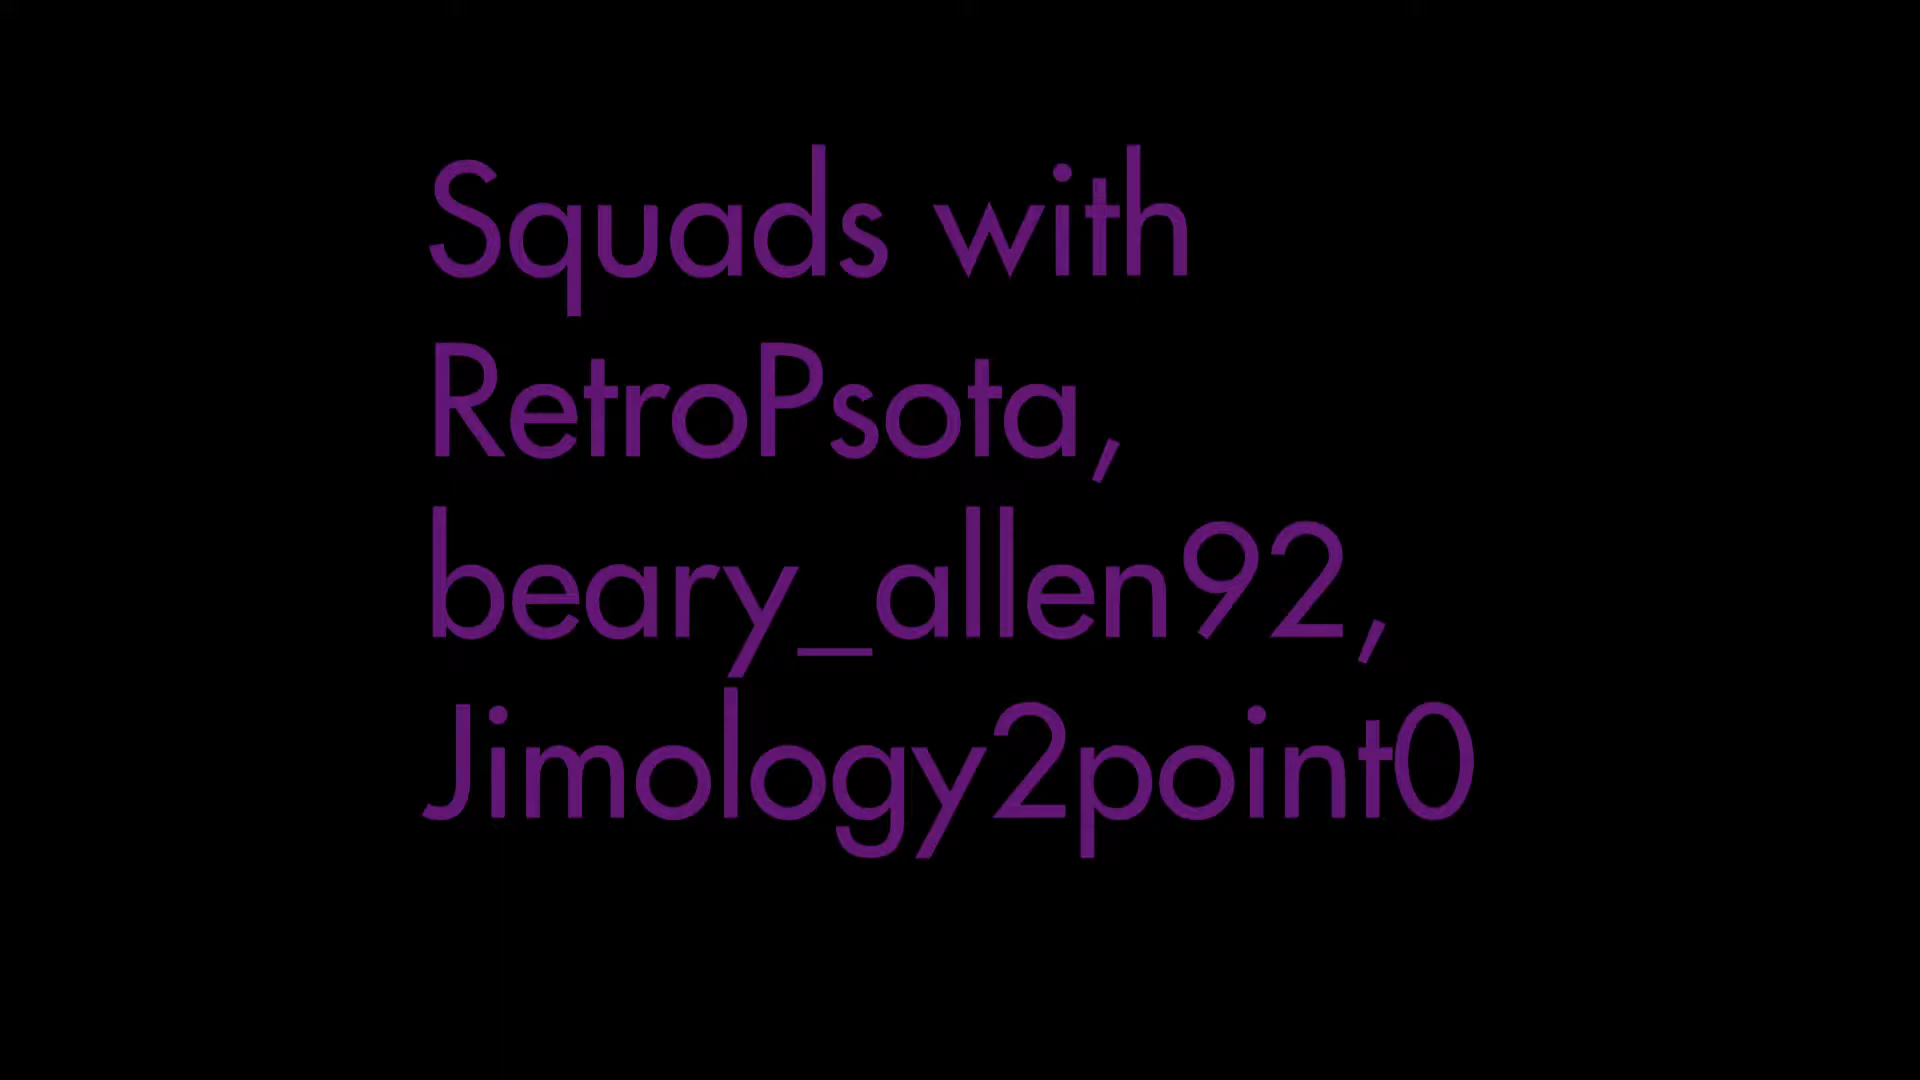 Squads with
RetroPsota,
beary_allen92,
Jimology2point0